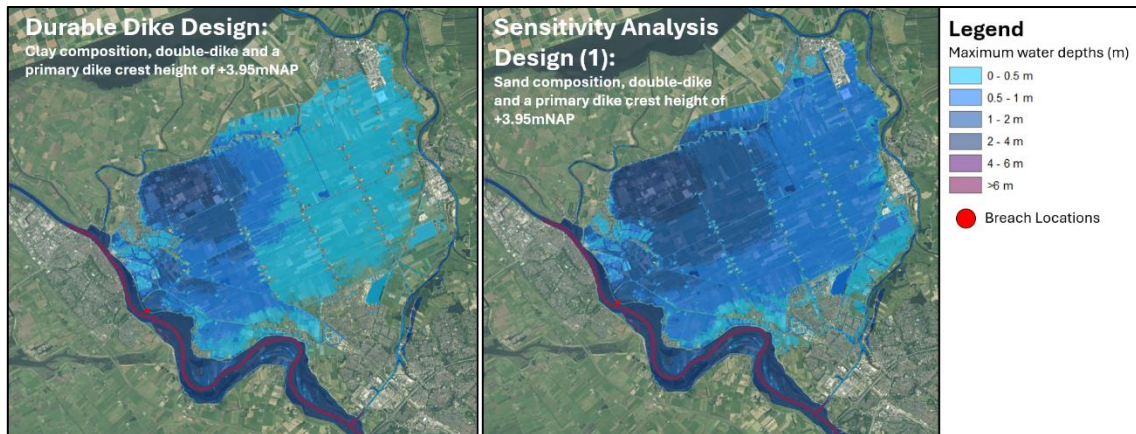 Durable Dike Design:
Clay composition, double-dike and a
primary dike crest height of +3.95mNAP
Sensitivity Analysis
Design (1):
Sand composition, double-dike
and a primary dike crest height of
+3.95mNAP
Legend
Maximum water depths (m)
0 - 0.5 m
0.5 - 1 m
1 - 2 m
2 - 4 m
4 - 6 m
>6 m
Breach Locations